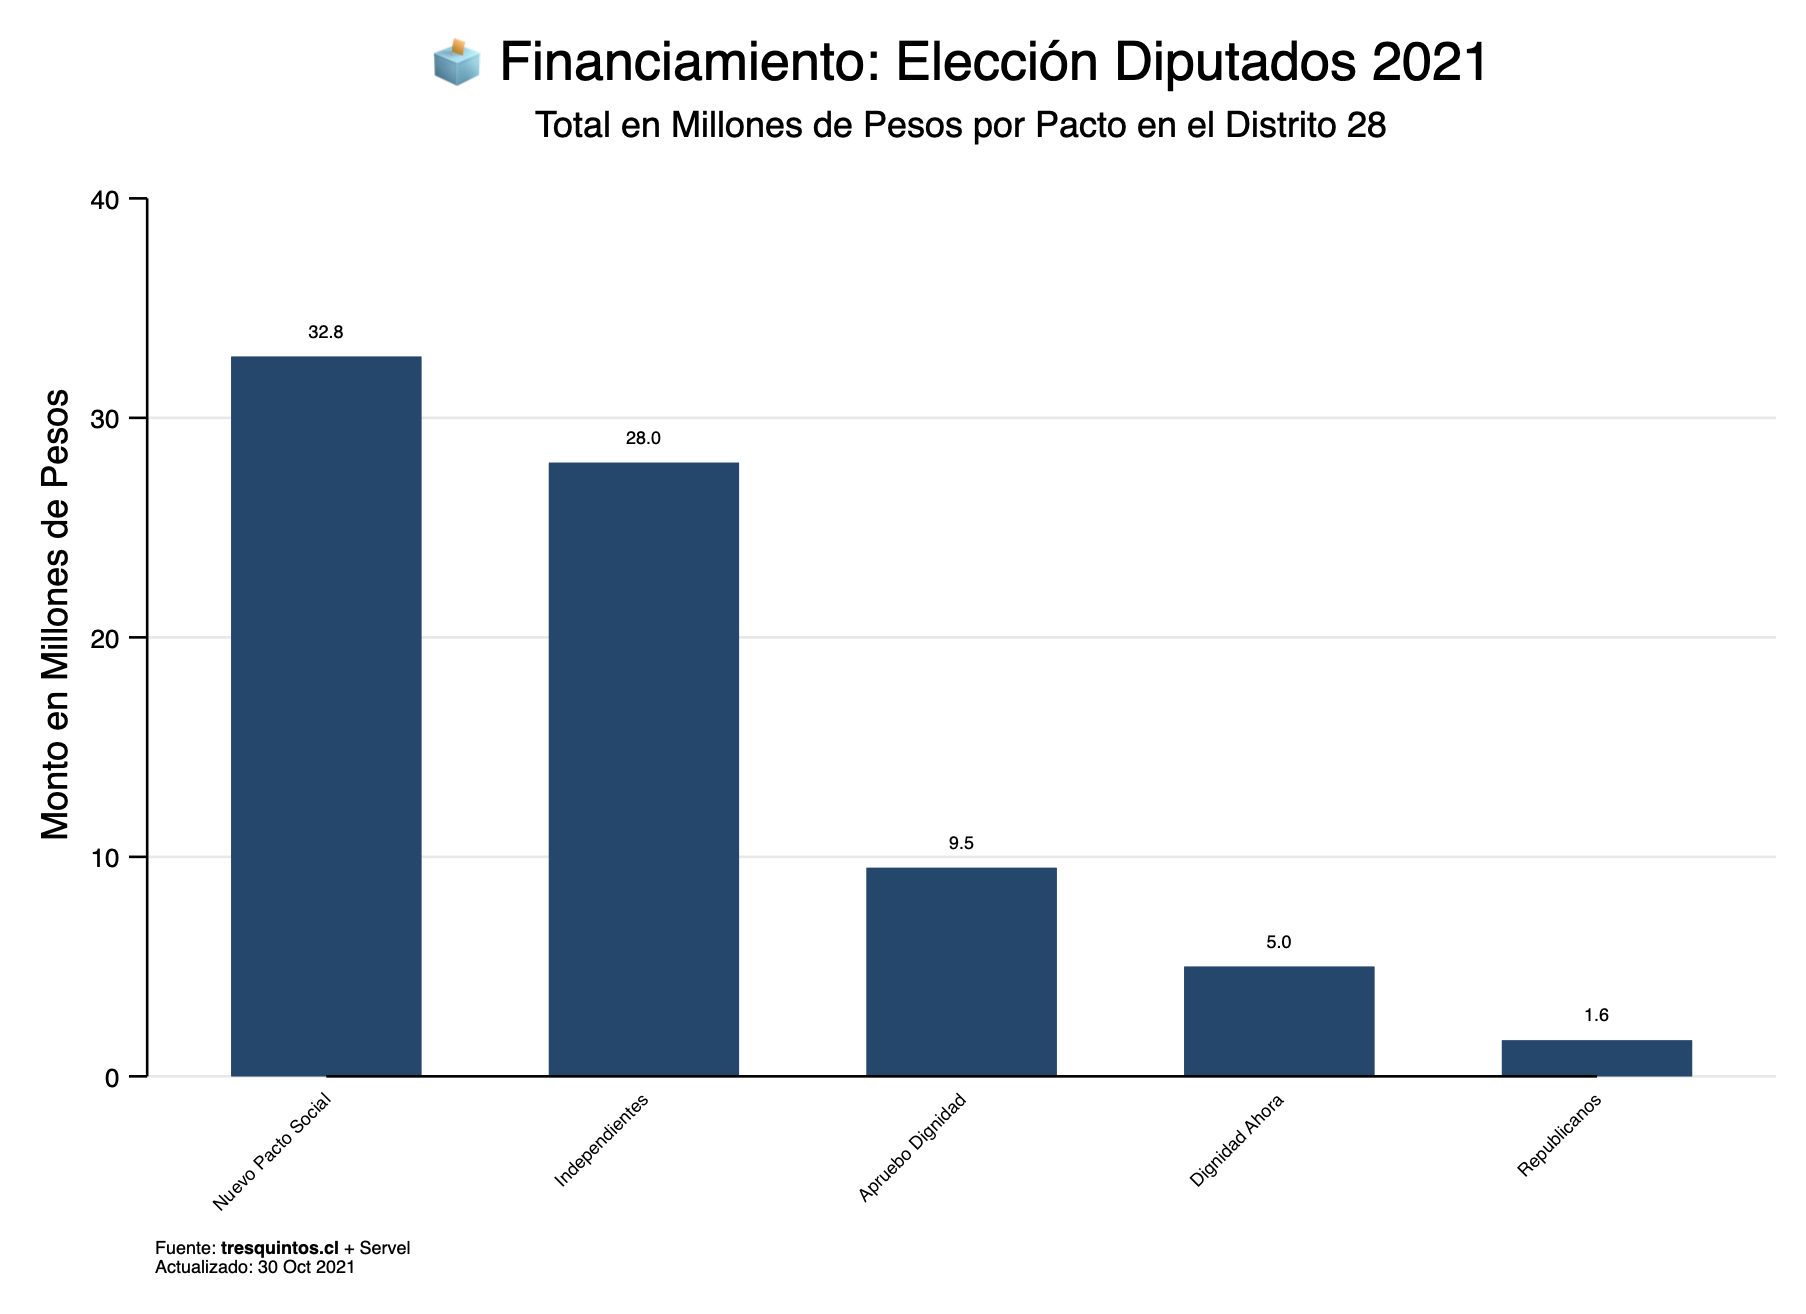 Financiamiento: Elección Diputados 2021
Total en Millones de Pesos por Pacto en el Distrito 28
Monto en Millones de Pesos
40
30
20
10
0
32.8
28.0
9.5
5.0
1.6
Nuevo Pacto Social
Independientes
Apruebo Dignidad
Dignidad Ahora
Republicanos
Fuente: tresquintos.cl + Servel
Actualizado: 30 Oct 2021